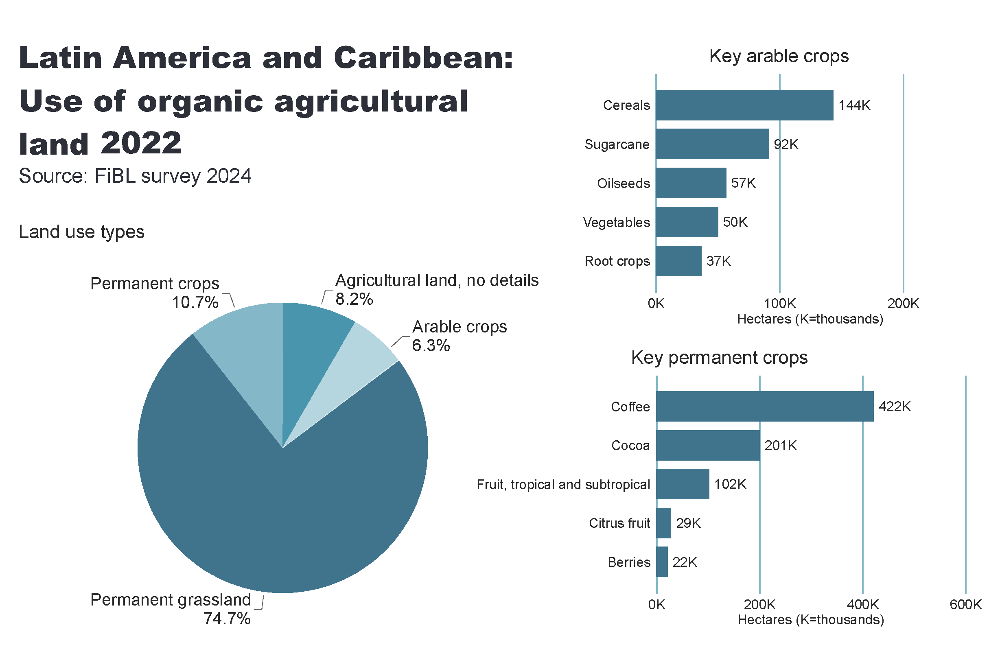 Latin America and Caribbean:
Use of organic agricultural
land 2022
Source: FiBL survey 2024
Land use types
Permanent crops
10.7%
Agricultural land, no details
8.2%
Arable crops
6.3%
Permanent grassland
74.7%
Key arable crops
Cereals 144K
Sugarcane 92K
Oilseeds 57K
Vegetables 50K
Root crops 37K
0K 100K 200K
Hectares (K=thousands)
Key permanent crops
Coffee 422K
Cocoa 201K
Fruit, tropical and subtropical 102K
Citrus fruit 29K
Berries 22K
0K 200K 400K 600K
Hectares (K=thousands)